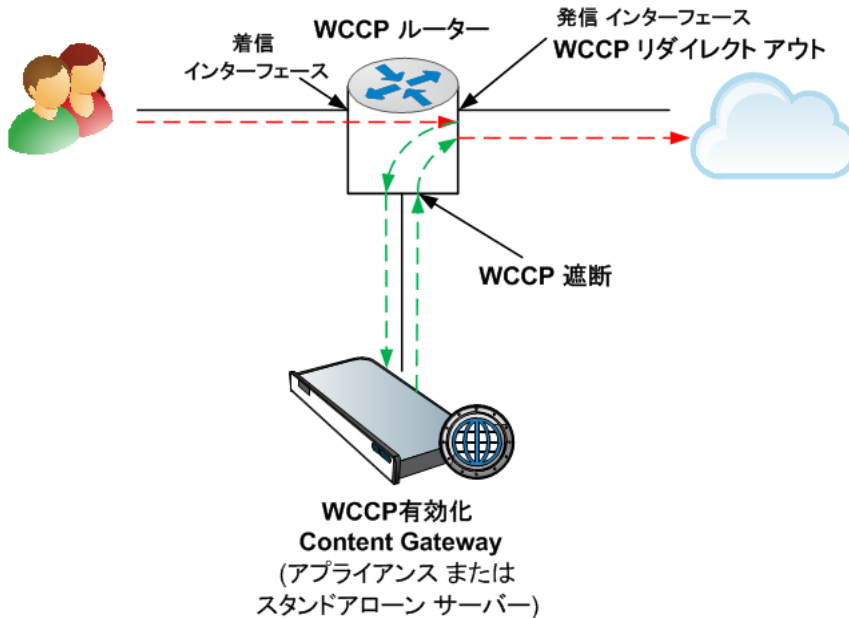 着信
インターフェース
WCCP ルーター
発信 インターフェース
WCCP リダイレクト アウト
WCCP 遮断
WCCP有効化
Content Gateway
(アプライアンス または
スタンドアローン サーバー)